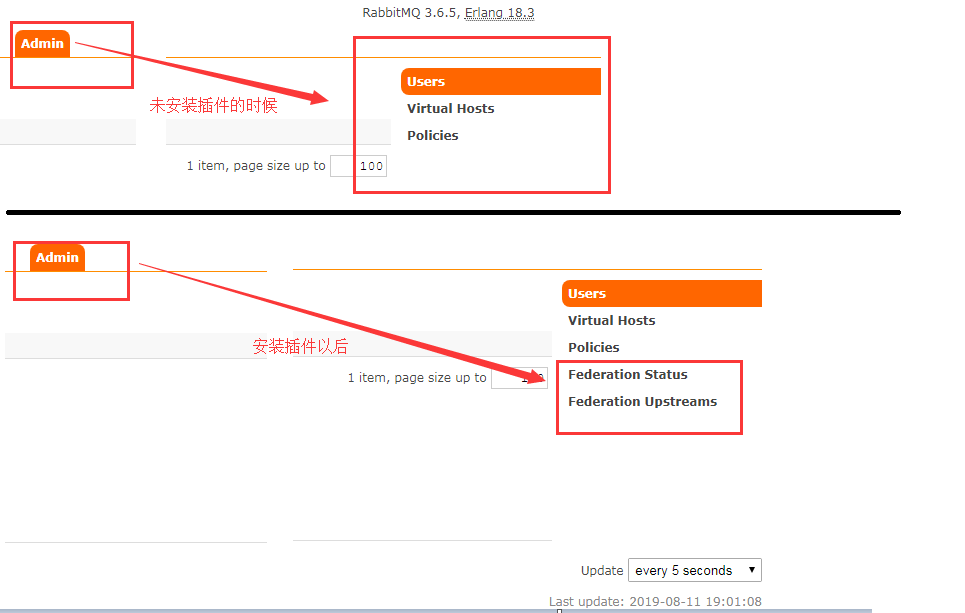 RabbitMQ 3.6.5, Erlang 18.3
Admin
Users
未安装插件的时候
Virtual Hosts
Policies
1 item, page size up to 100
Admin
Users
Virtual Hosts
安装插件以后
Policies
Federation Status
1 item, page size up to
Federation Upstreams
Update every 5 seconds
Last update: 2019-08-11 19:01:08